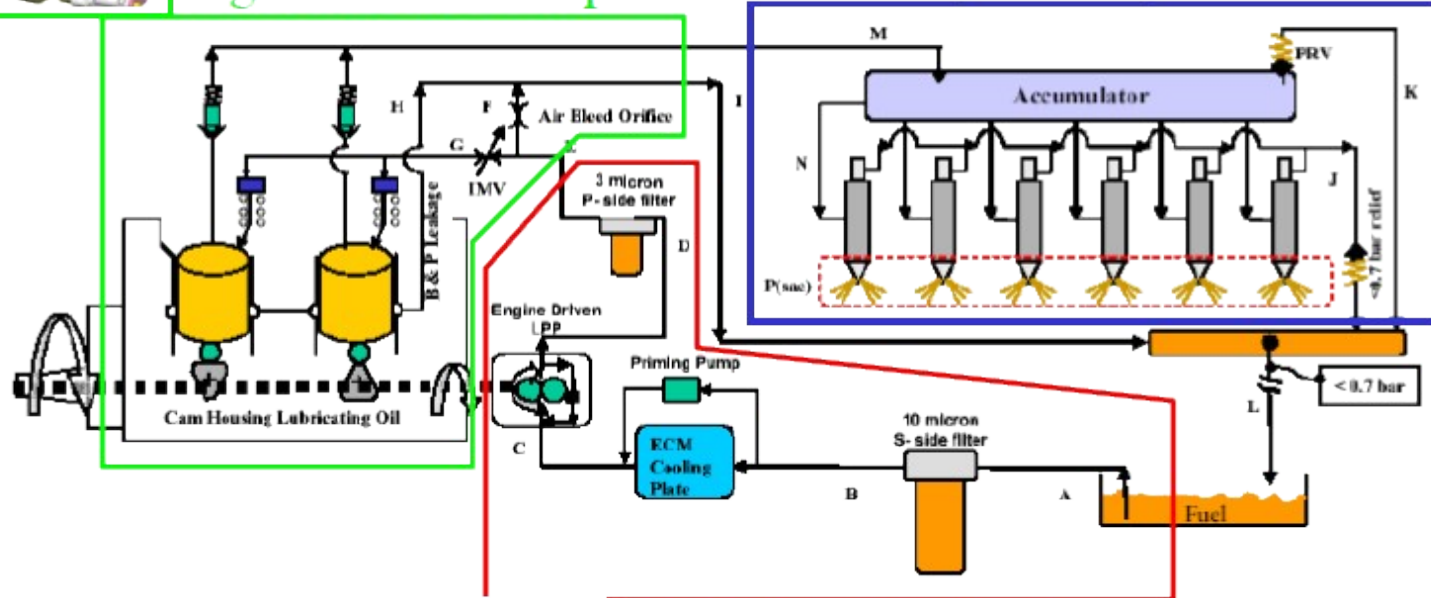 M
PRV
Accumulator
K
H
F
Air Bleed Orifice
I
G
E
IMV
N
J
3 micron
P- side filter
B & P Leakage
D
<0.7 bar relief
P(sac)
Engine Driven
LPP
Priming Pump
< 0.7 bar
L
Cam Housing Lubricating Oil
10 micron
S- side filter
C
ECM
Cooling
Plate
B
A
Fuel